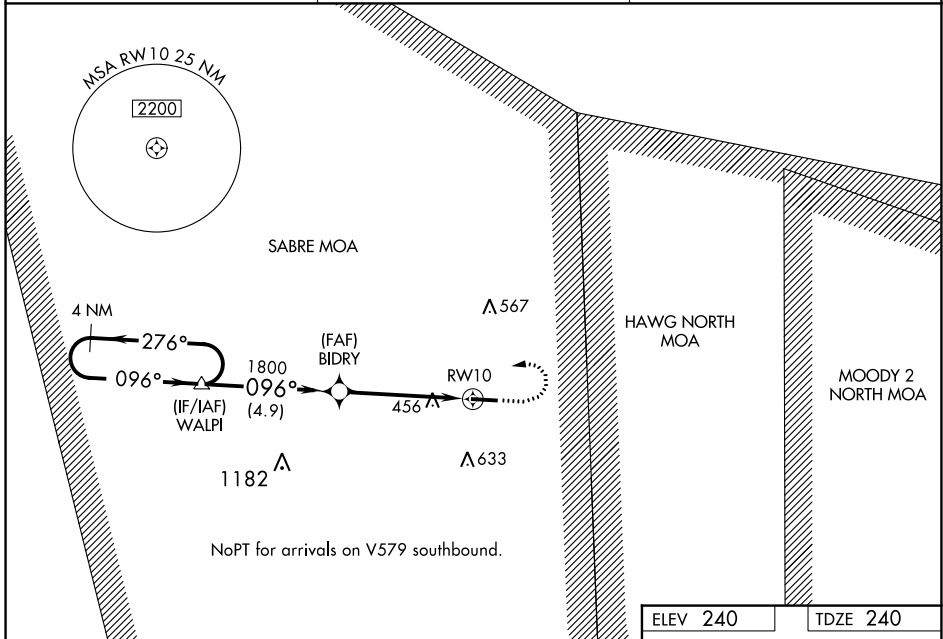 MSA RW10 25 NM
2200
SABRE MOA
4 NM
276°
096°
(IF/IAF)
WALPI
1800
096°
(4.9)
(FAF)
BIDRY
567
RW10
456
633
1182
HAWG NORTH
MOA
MOODY 2
NORTH MOA
NoPT for arrivals on V579 southbound.
ELEV 240
TDZE 240